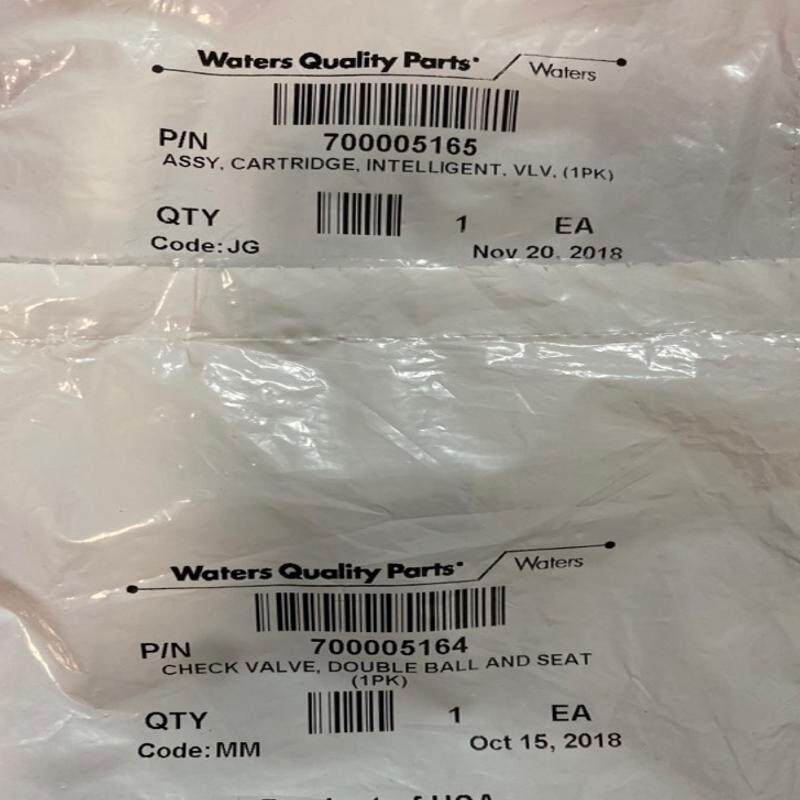 Waters Quality Parts
Waters
P/N 700005165
ASSY, CARTRIDGE, INTELLIGENT, VLV, (1PK)
QTY 1 EA
Code: JG Nov 20, 2018
Waters Quality Parts
Waters
P/N 700005164
CHECK VALVE, DOUBLE BALL AND SEAT
(1PK)
QTY 1 EA
Code: MM Oct 15, 2018